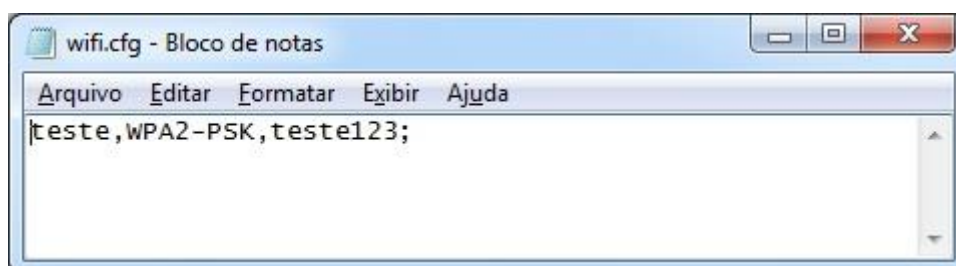 wifi.cfg - Bloco de notas
Arquivo Editar Formatar Exibir Ajuda
teste,WPA2-PSK,teste123;